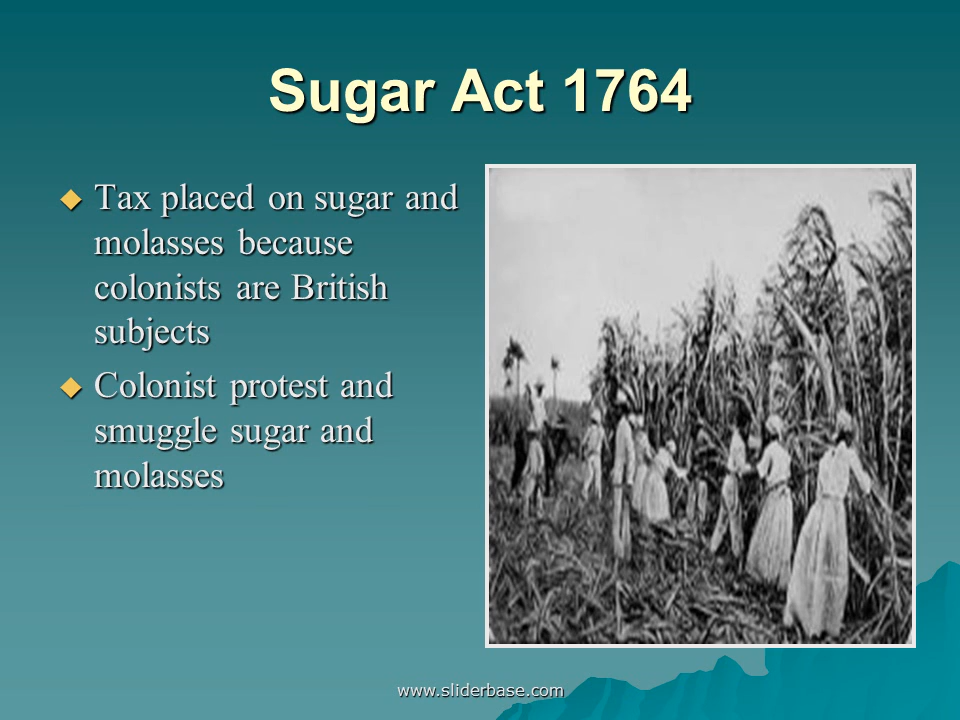 Sugar Act 1764
Tax placed on sugar and
molasses because
colonists are British
subjects
Colonist protest and
smuggle sugar and
molasses
www.sliderbase.com